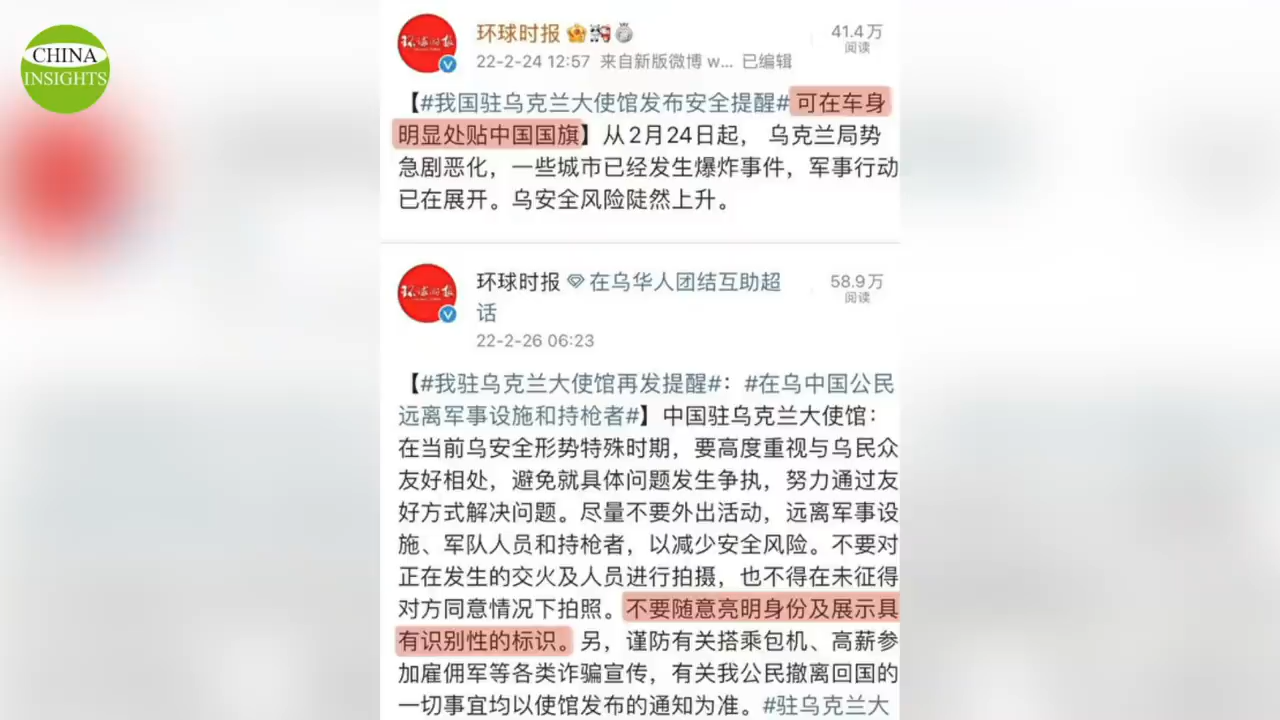 CHINA
INSIGHTS
环球时报
环球时报
41.4万
阅读
22-2-24 12:57 来自新版微博 w... 已编辑
【#我国驻乌克兰大使馆发布安全提醒#可在车身
明显处贴中国国旗】从2月24日起，乌克兰局势
急剧恶化，一些城市已经发生爆炸事件，军事行动
已在展开。乌安全风险陡然上升。
环球时报
环球时报 在乌华人团结互助超
话
58.9万
阅读
22-2-26 06:23
【#我驻乌克兰大使馆再发提醒#：#在乌中国公民
远离军事设施和持枪者#】中国驻乌克兰大使馆：
在当前乌安全形势特殊时期，要高度重视与乌民众
友好相处，避免就具体问题发生争执，努力通过友
好方式解决问题。尽量不要外出活动，远离军事设
施、军队人员和持枪者，以减少安全风险。不要对
正在发生的交火及人员进行拍摄，也不得在未征得
对方同意情况下拍照。不要随意亮明身份及展示具
有识别性的标识。另，谨防有关搭乘包机、高薪参
加雇佣军等各类诈骗宣传，有关我公民撤离回国的
一切事宜均以使馆发布的通知为准。#驻乌克兰大